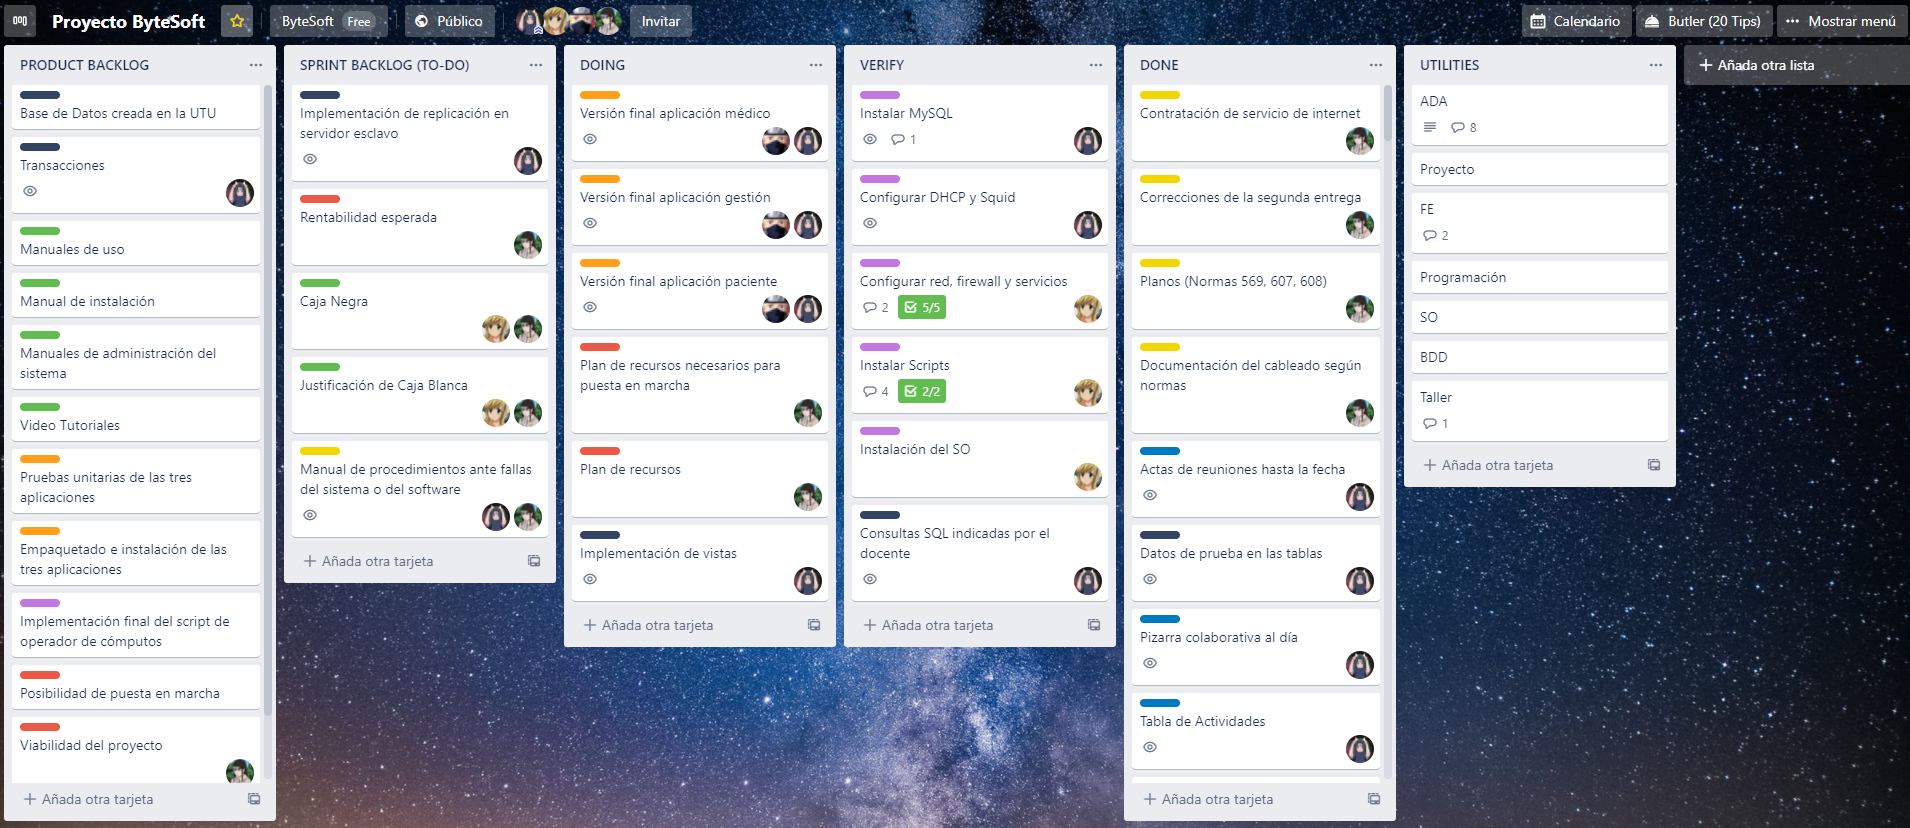 Proyecto ByteSoft
ByteSoft Free
Público
Invitar
Calendario
Butler (20 Tips)
Mostrar menú
PRODUCT BACKLOG
Base de Datos creada en la UTU
Transacciones
Manuales de uso
Manual de instalación
Manuales de administración del
sistema
Video Tutoriales
Pruebas unitarias de las tres
aplicaciones
Empaquetado e instalación de las
tres aplicaciones
Implementación final del script de
operador de cómputos
Posibilidad de puesta en marcha
Viabilidad del proyecto
Añada otra tarjeta
SPRINT BACKLOG (TO-DO)
Implementación de replicación en
servidor esclavo
Rentabilidad esperada
Caja Negra
Justificación de Caja Blanca
Manual de procedimientos ante fallas
del sistema o del software
Añada otra tarjeta
DOING
Versión final aplicación médico
Versión final aplicación gestión
Versión final aplicación paciente
Plan de recursos necesarios para
puesta en marcha
Plan de recursos
Implementación de vistas
Añada otra tarjeta
VERIFY
Instalar MySQL
1
Configurar DHCP y Squid
Configurar red, firewall y servicios
2 5/5
Instalar Scripts
4 2/2
Instalación del SO
Consultas SQL indicadas por el
docente
Añada otra tarjeta
DONE
Contratación de servicio de internet
Correcciones de la segunda entrega
Planos (Normas 569, 607, 608)
Documentación del cableado según
normas
Actas de reuniones hasta la fecha
Datos de prueba en las tablas
Pizarra colaborativa al día
Tabla de Actividades
Añada otra tarjeta
UTILITIES
ADA
8
Proyecto
FE
2
Programación
SO
BDD
Taller
1
Añada otra tarjeta
Añada otra lista